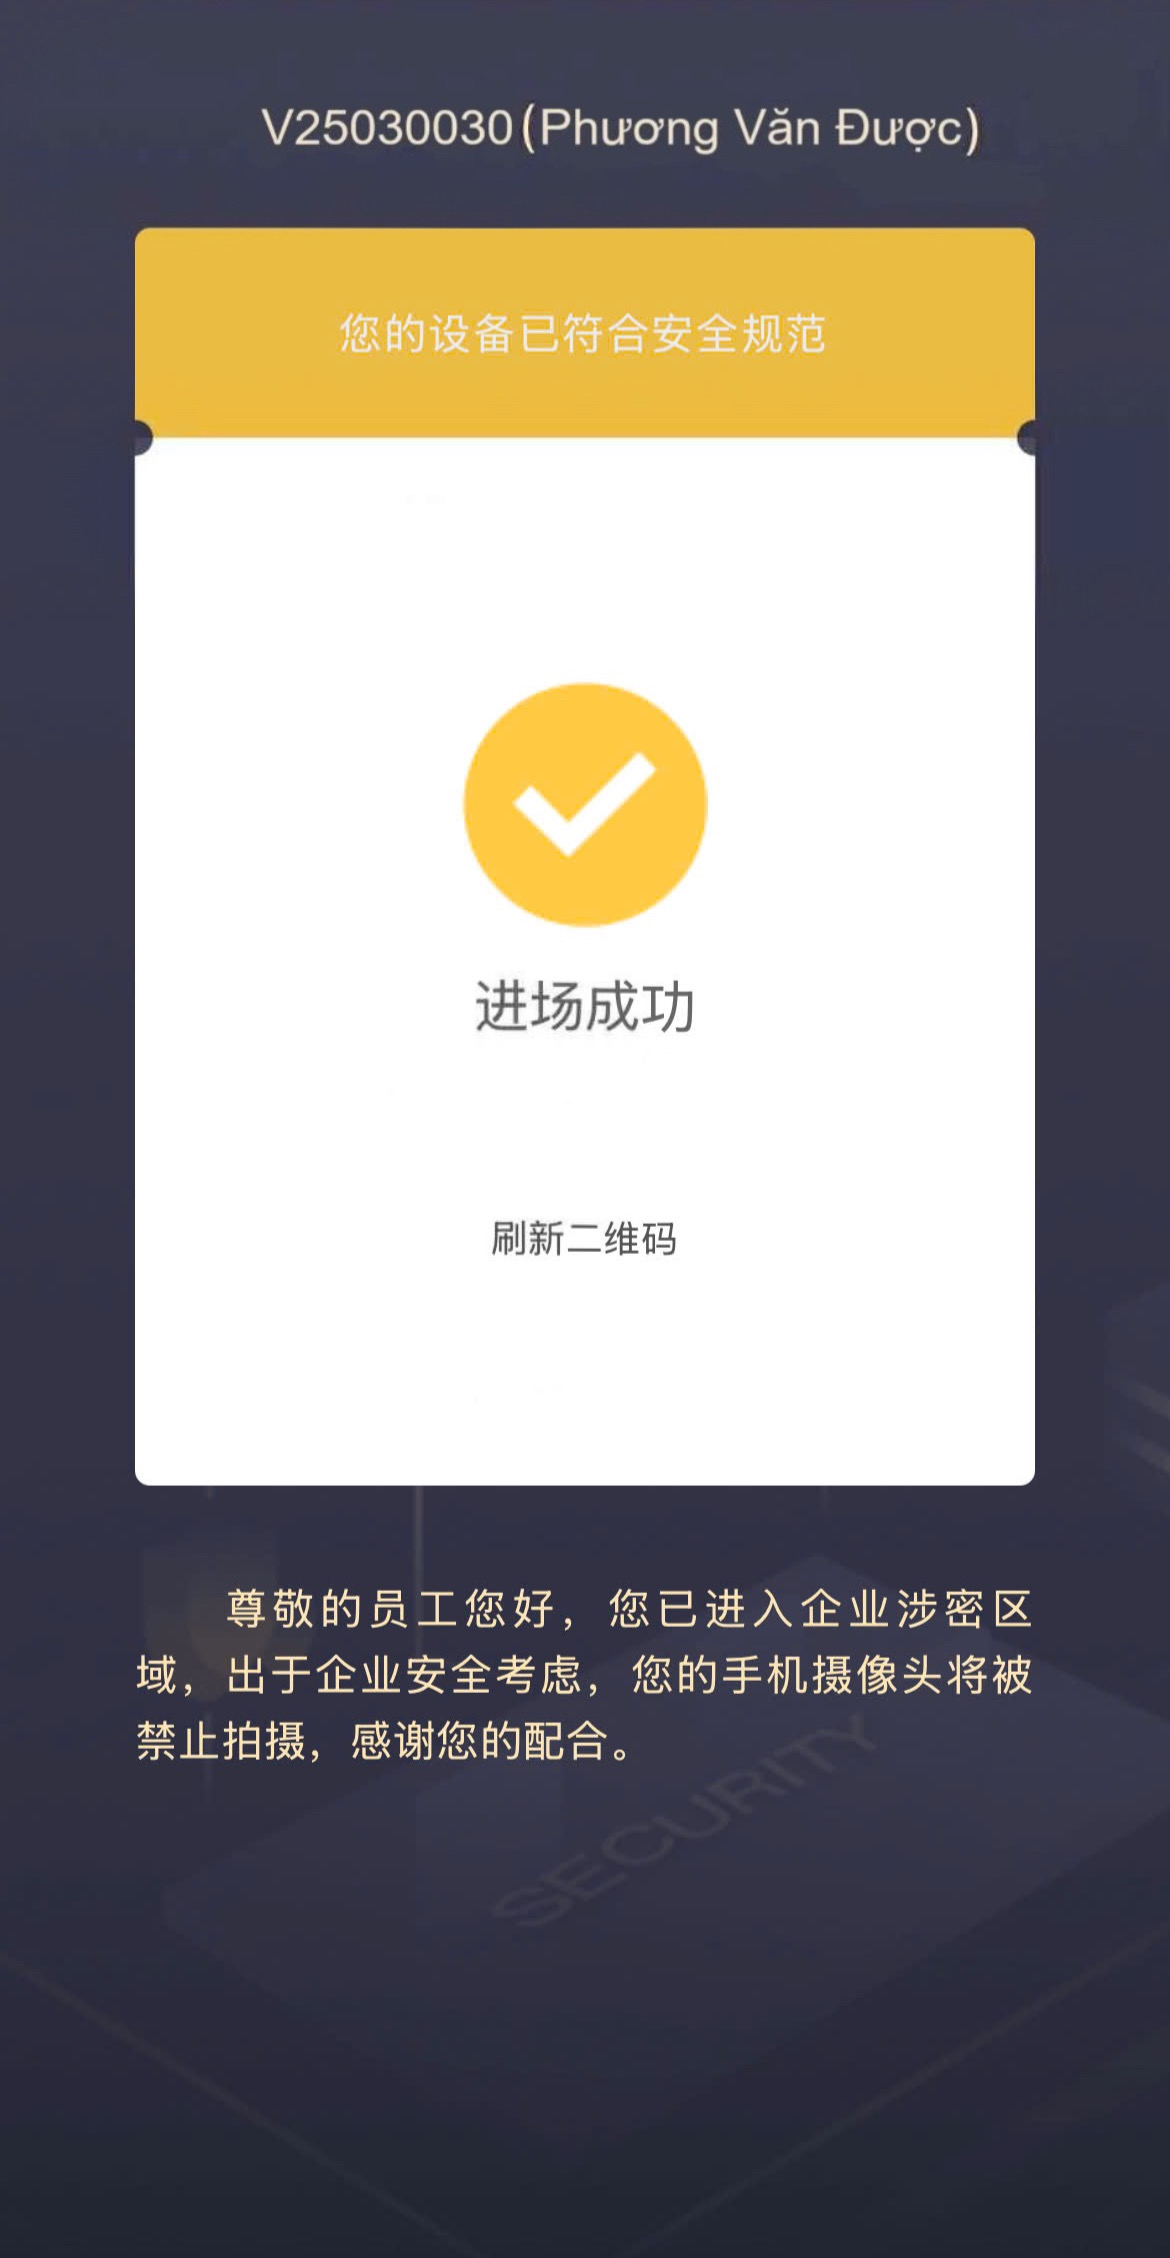 V25030030(Phương Văn Được)
您的设备已符合安全规范
进场成功
刷新二维码
尊敬的员工您好，您已进入企业涉密区
域，出于企业安全考虑，您的手机摄像头将被
禁止拍摄，感谢您的配合。
SECURITY